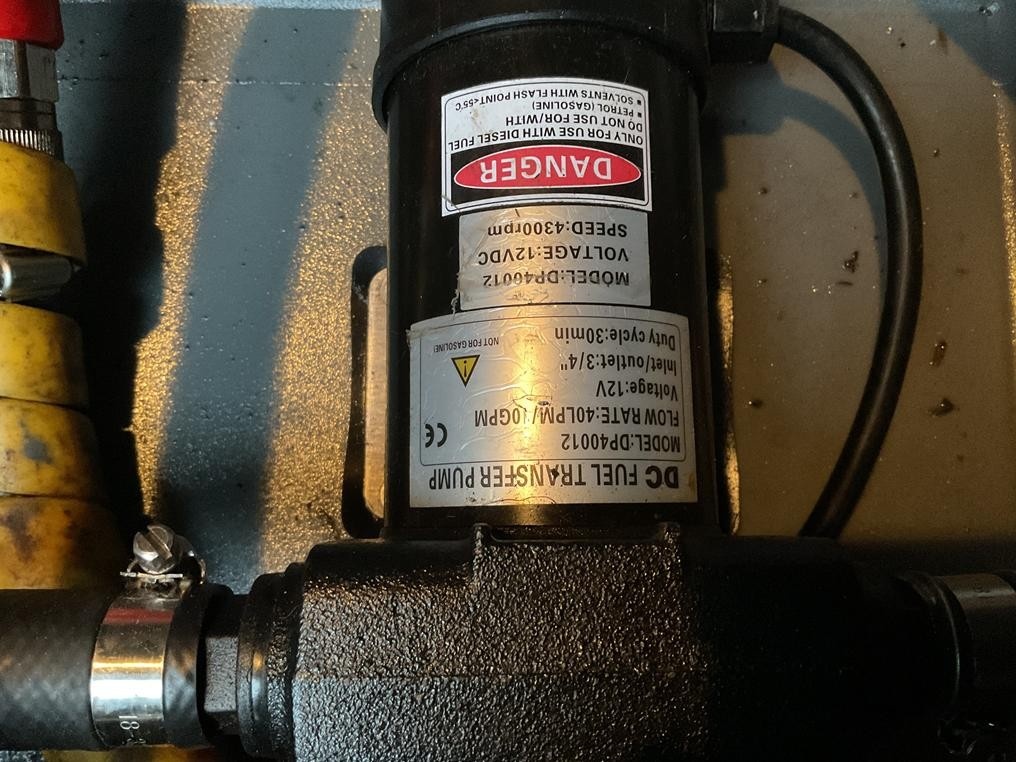 DC FUEL TRANSFER PUMP
MODEL:DP40012
FLOW RATE:40LPM/10GPM
Voltage:12V
Inlet/outlet:3/4"
Duty cycle:30min
CE
NOT FOR GASOLINE!
MODEL:DP40012
VOLTAGE:12VDC
SPEED:4300rpm
DANGER
ONLY FOR USE WITH DIESEL FUEL
DO NOT USE FOR/WITH
▪ PETROL (GASOLINE)
▪ SOLVENTS WITH FLASH POINT<55°C